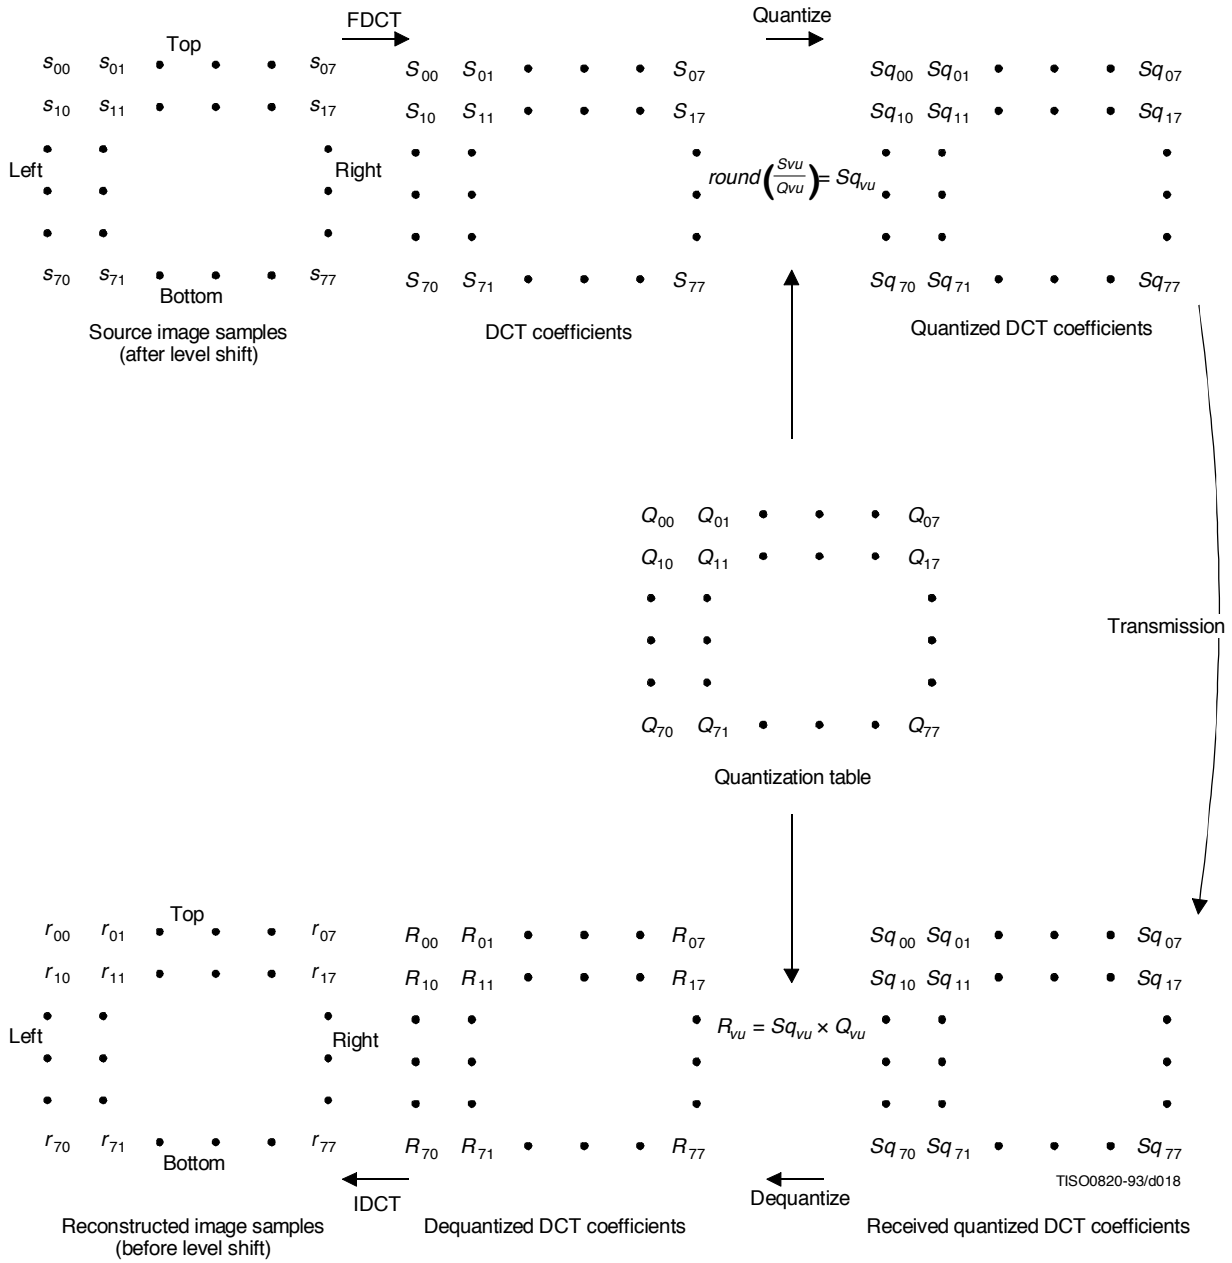 FDCT
Quantize
Top
s00 s01 • • • s07
S00 S01 • • • S07
Sq00 Sq01 • • • Sq07
s10 s11 • • • s17
S10 S11 • • • S17
Sq10 Sq11 • • • Sq17
Left
Right
round(Svu/Qvu) = Sqvu
s70 s71 • • • s77
S70 S71 • • • S77
Sq70 Sq71 • • • Sq77
Bottom
Source image samples
(after level shift)
DCT coefficients
Quantized DCT coefficients
Q00 Q01 • • • Q07
Q10 Q11 • • • Q17
Q70 Q71 • • • Q77
Quantization table
Transmission
Top
r00 r01 • • • r07
R00 R01 • • • R07
Sq00 Sq01 • • • Sq07
r10 r11 • • • r17
R10 R11 • • • R17
Sq10 Sq11 • • • Sq17
Left
Right
Rvu = Sqvu × Qvu
r70 r71 • • • r77
R70 R71 • • • R77
Sq70 Sq71 • • • Sq77
Bottom
TISO0820-93/d018
IDCT
Dequantize
Reconstructed image samples
(before level shift)
Dequantized DCT coefficients
Received quantized DCT coefficients